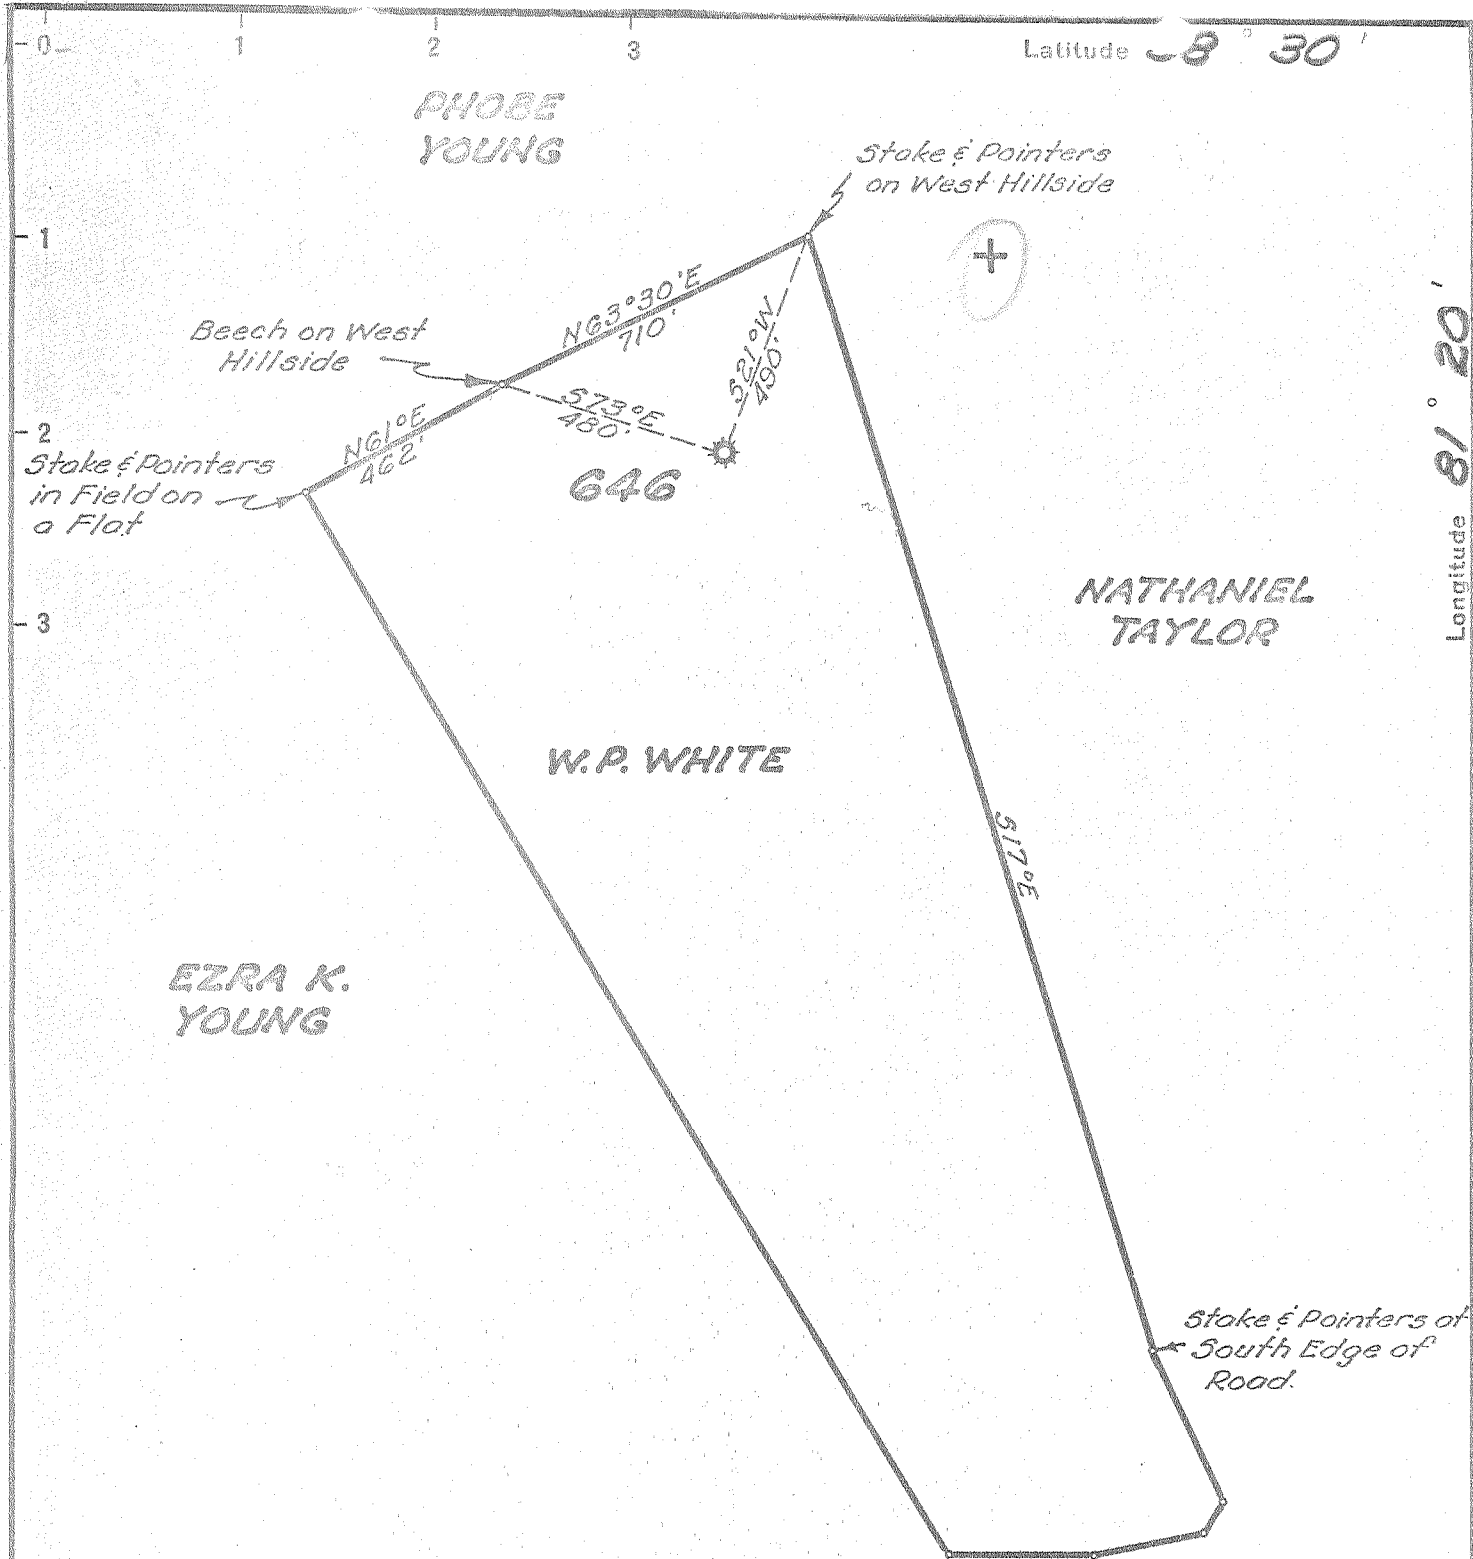 0 1 2 3 Latitude 8° 30'
PHOBE
YOUNG
Stake & Pointers
on West Hillside
1
N63°30'E
710'
S21°W
490'
Beech on West
Hillside
S73°E
480'
N61°E
462'
2
Stake & Pointers
in Field on
a Flat
646
Longitude 81° 20'
3
NATHANIEL
TAYLOR
W.P. WHITE
S17°E
EZRA K.
YOUNG
Stake & Pointers at
South Edge of
Road.